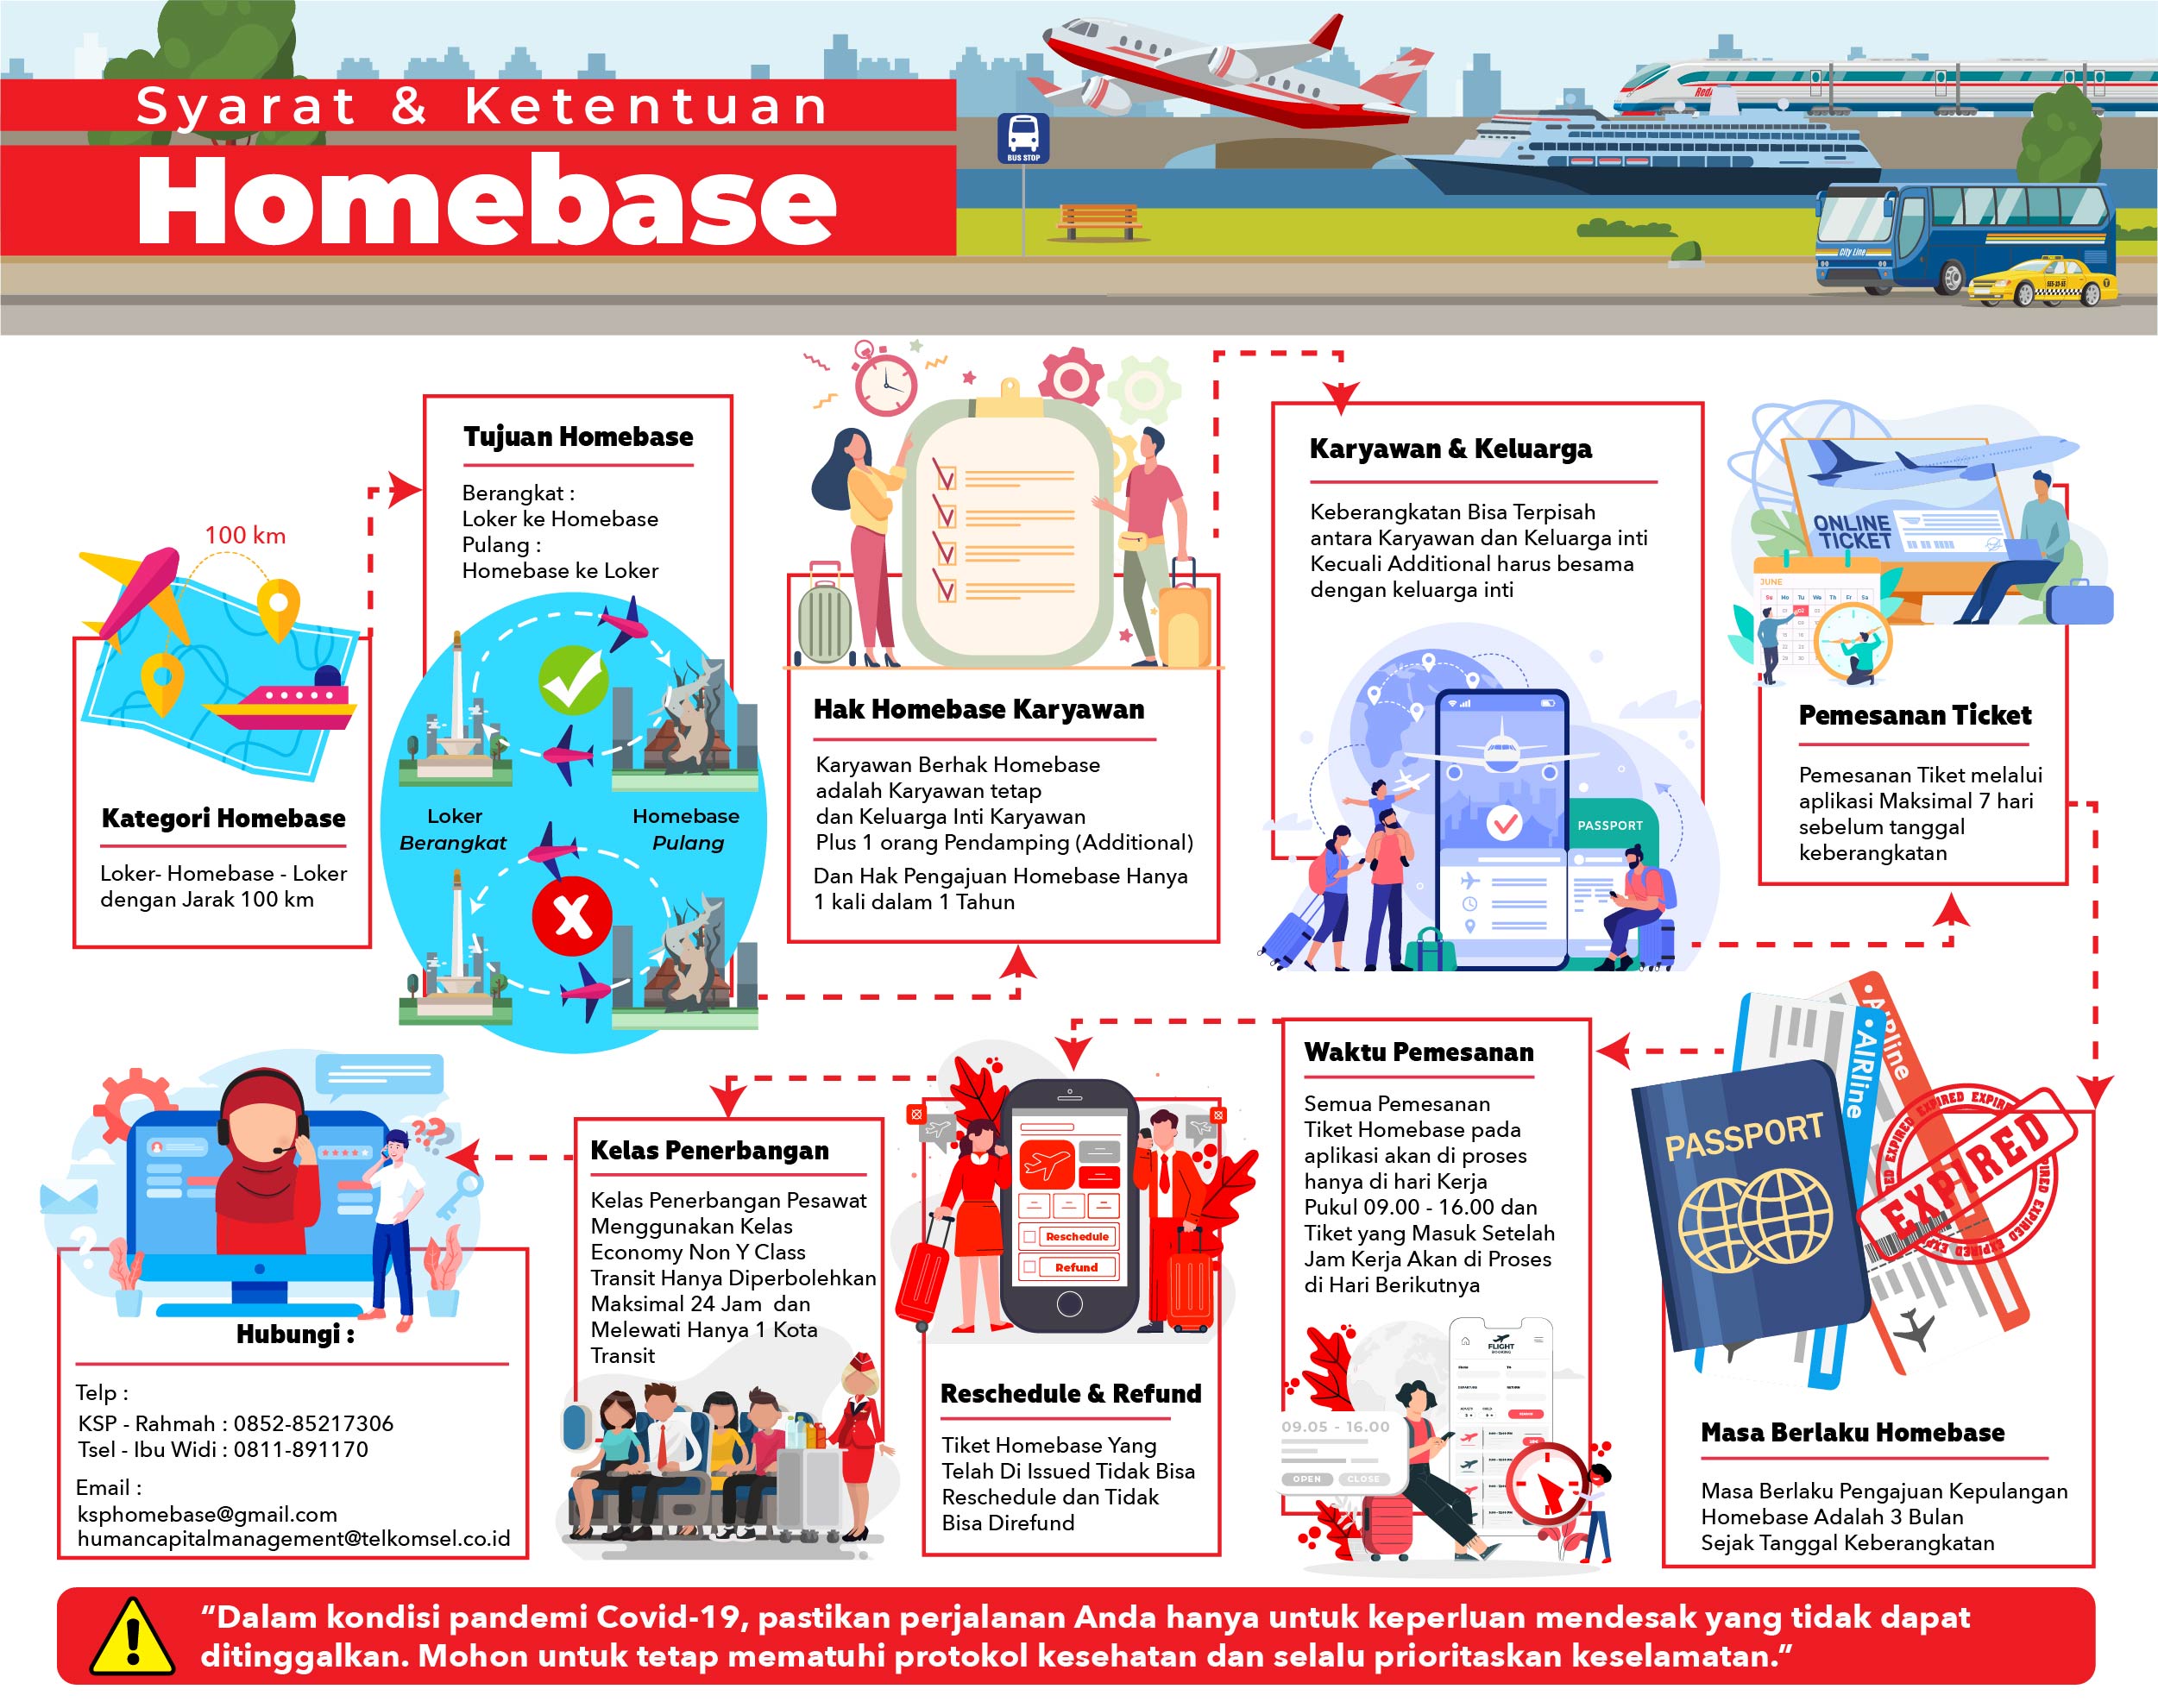 Syarat & Ketentuan
Homebase
BUS STOP
City Line
100 km
Kategori Homebase
Loker- Homebase - Loker
dengan Jarak 100 km
Tujuan Homebase
Berangkat :
Loker ke Homebase
Pulang :
Homebase ke Loker
Loker
Berangkat
Homebase
Pulang
Hak Homebase Karyawan
Karyawan Berhak Homebase
adalah Karyawan tetap
dan Keluarga Inti Karyawan
Plus 1 orang Pendamping (Additional)
Dan Hak Pengajuan Homebase Hanya
1 kali dalam 1 Tahun
Karyawan & Keluarga
Keberangkatan Bisa Terpisah
antara Karyawan dan Keluarga inti
Kecuali Additional harus besama
dengan keluarga inti
PASSPORT
ONLINE
TICKET
JUNE
Su Mo Tu We Th Fr Sa
Pemesanan Ticket
Pemesanan Tiket melalui
aplikasi Maksimal 7 hari
sebelum tanggal
keberangkatan
PASSPORT
AIRline
AIRline
EXPIRED
Masa Berlaku Homebase
Masa Berlaku Pengajuan Kepulangan
Homebase Adalah 3 Bulan
Sejak Tanggal Keberangkatan
Waktu Pemesanan
Semua Pemesanan
Tiket Homebase pada
aplikasi akan di proses
hanya di hari Kerja
Pukul 09.00 - 16.00 dan
Tiket yang Masuk Setelah
Jam Kerja Akan di Proses
di Hari Berikutnya
FLIGHT
09.05 - 16.00
OPEN CLOSE
Reschedule
Refund
Reschedule & Refund
Tiket Homebase Yang
Telah Di Issued Tidak Bisa
Reschedule dan Tidak
Bisa Direfund
Kelas Penerbangan
Kelas Penerbangan Pesawat
Menggunakan Kelas
Economy Non Y Class
Transit Hanya Diperbolehkan
Maksimal 24 Jam dan
Melewati Hanya 1 Kota
Transit
Hubungi :
Telp :
KSP - Rahmah : 0852-85217306
Tsel - Ibu Widi : 0811-891170
Email :
ksphomebase@gmail.com
humancapitalmanagement@telkomsel.co.id
"Dalam kondisi pandemi Covid-19, pastikan perjalanan Anda hanya untuk keperluan mendesak yang tidak dapat
ditinggalkan. Mohon untuk tetap mematuhi protokol kesehatan dan selalu prioritaskan keselamatan."